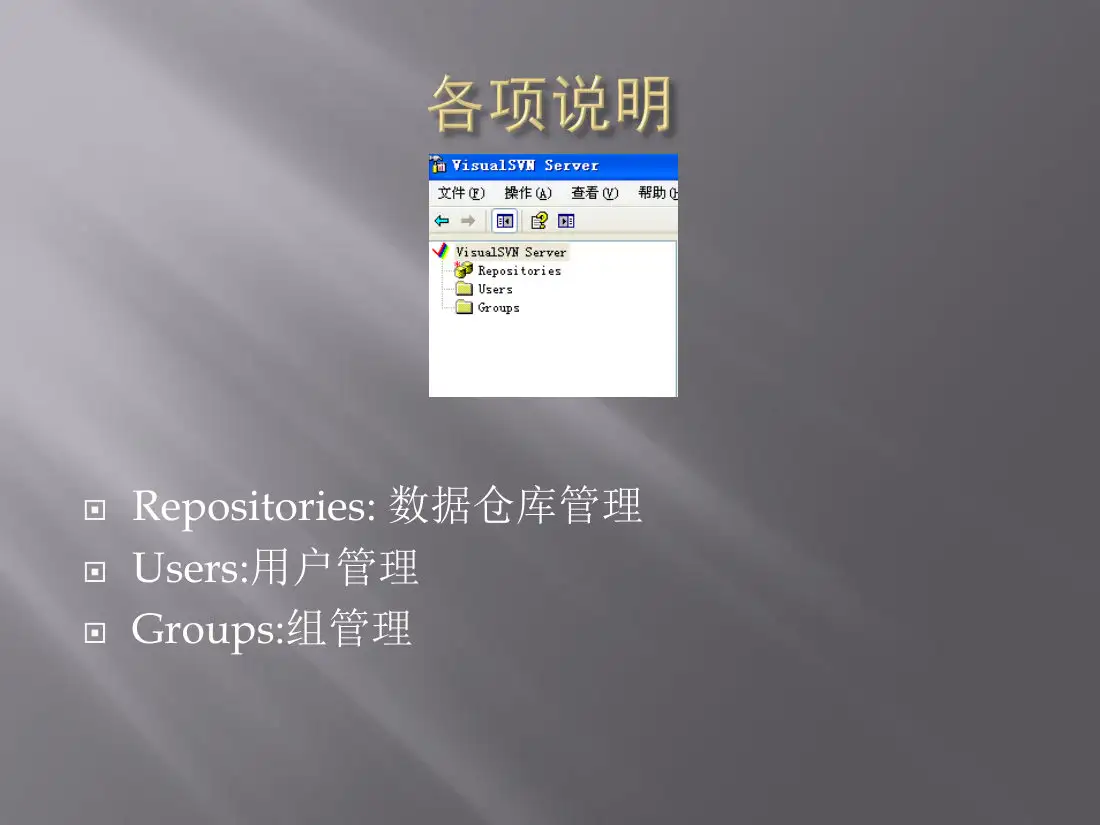 各项说明
VisualSVN Server
文件(F) 操作(A) 查看(V) 帮助(H
VisualSVN Server
Repositories
Users
Groups
Repositories: 数据仓库管理
Users:用户管理
Groups:组管理